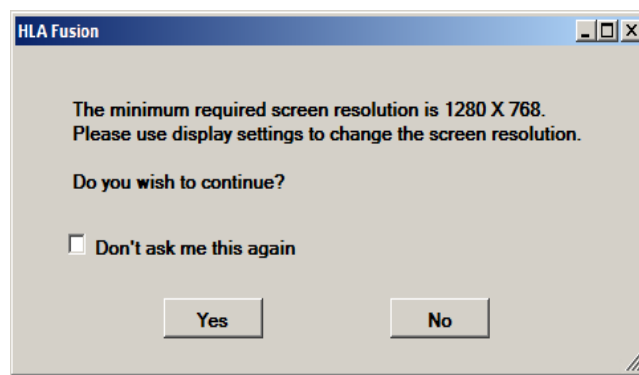 HLA Fusion
The minimum required screen resolution is 1280 X 768.
Please use display settings to change the screen resolution.
Do you wish to continue?
Don't ask me this again
Yes
No